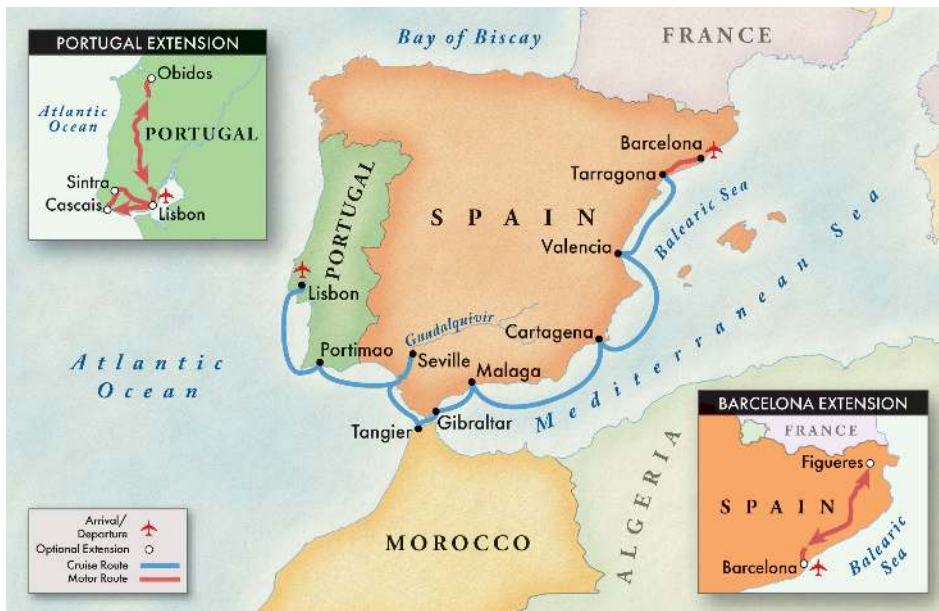 PORTUGAL EXTENSION
Obidos
Atlantic
Ocean
PORTUGAL
Sintra
Cascais
Lisbon
Bay of Biscay
FRANCE
Barcelona
Tarragona
SPAIN
PORTUGAL
Balearic Sea
Valencia
Lisbon
Mediterranean Sea
Guadalquivir
Cartagena
Atlantic
Ocean
Portimao
Seville
Malaga
Gibraltar
Tangier
ALGERIA
MOROCCO
BARCELONA EXTENSION
FRANCE
Figueres
SPAIN
Barcelona
Balearic
Sea
Arrival/
Departure
Optional Extension
Cruise Route
Motor Route